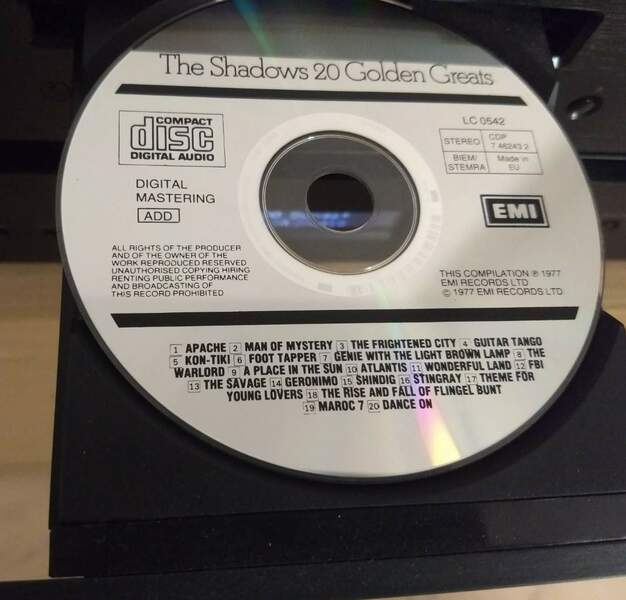 The Shadows 20 Golden Greats
COMPACT
disc
DIGITAL AUDIO
DIGITAL
MASTERING
ADD
LC 0542
STEREO
CDP
7 46243 2
BIEM/
STEMRA
Made in
EU
EMI
ALL RIGHTS OF THE PRODUCER
AND OF THE OWNER OF THE
WORK REPRODUCED RESERVED
UNAUTHORISED COPYING HIRING
RENTING PUBLIC PERFORMANCE
AND BROADCASTING OF
THIS RECORD PROHIBITED
THIS COMPILATION ℗ 1977
EMI RECORDS LTD
© 1977 EMI RECORDS LTD
1 APACHE 2 MAN OF MYSTERY 3 THE FRIGHTENED CITY 4 GUITAR TANGO
5 KON-TIKI 6 FOOT TAPPER 7 GENIE WITH THE LIGHT BROWN LAMP 8 THE
WARLORD 9 A PLACE IN THE SUN 10 ATLANTIS 11 WONDERFUL LAND 12 FBI
13 THE SAVAGE 14 GERONIMO 15 SHINDIG 16 STINGRAY 17 THEME FOR
YOUNG LOVERS 18 THE RISE AND FALL OF FLINGEL BUNT
19 MAROC 7 20 DANCE ON